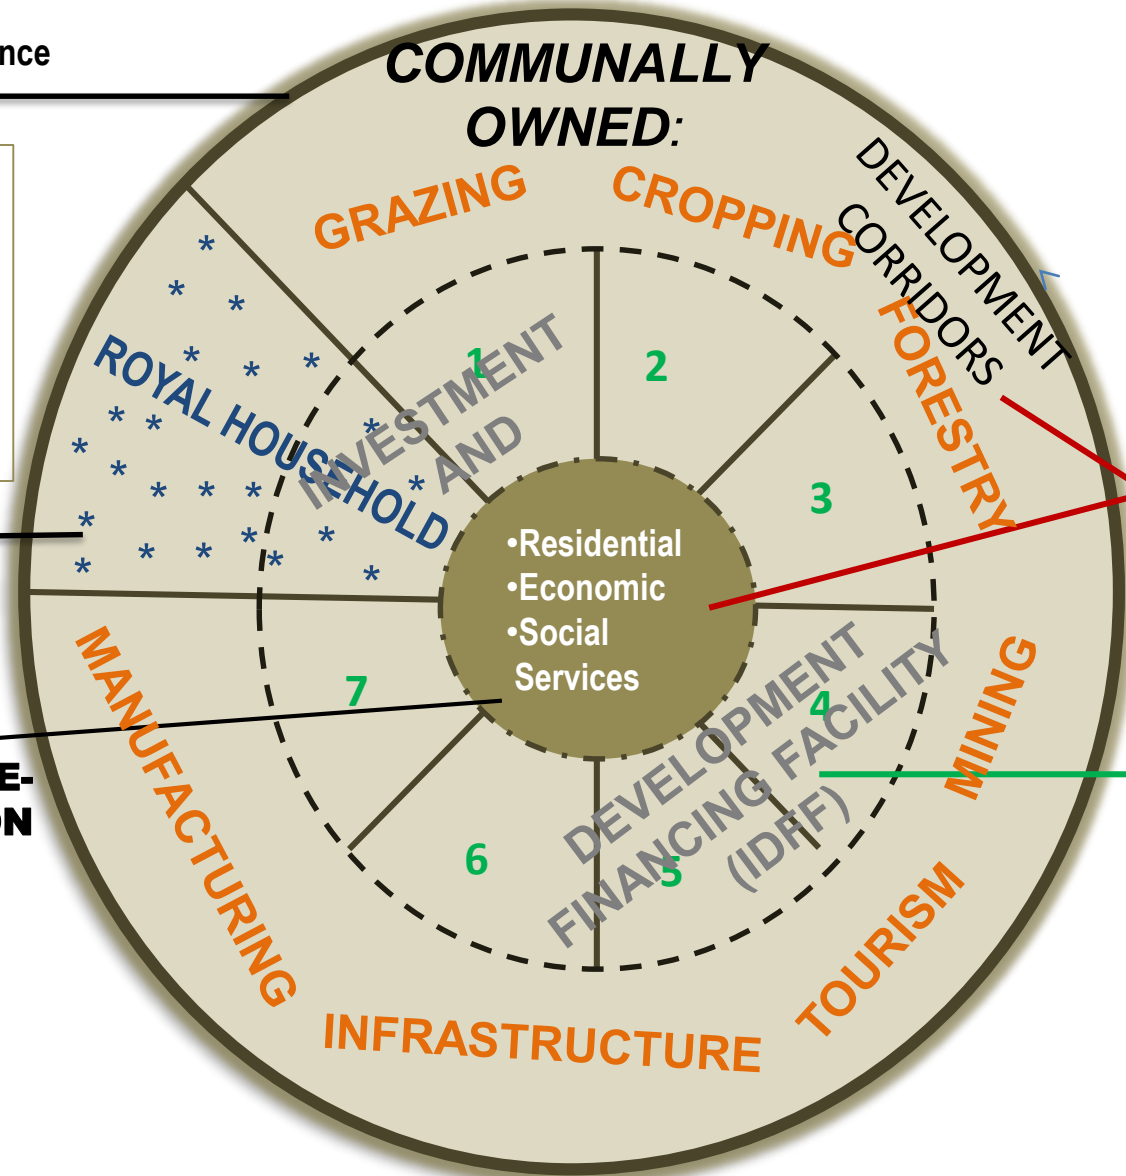 nce
COMMUNALLY
OWNED:
GRAZING
CROPPING
DEVELOPMENT
CORRIDORS
FORESTRY
ROYAL HOUSEHOLD
1
2
INVESTMENT
AND
3
•Residential
•Economic
•Social
Services
MANUFACTURING
7
4
DEVELOPMENT
FINANCING FACILITY
(IDFF)
MINING
E-
ON
6
5
TOURISM
INFRASTRUCTURE